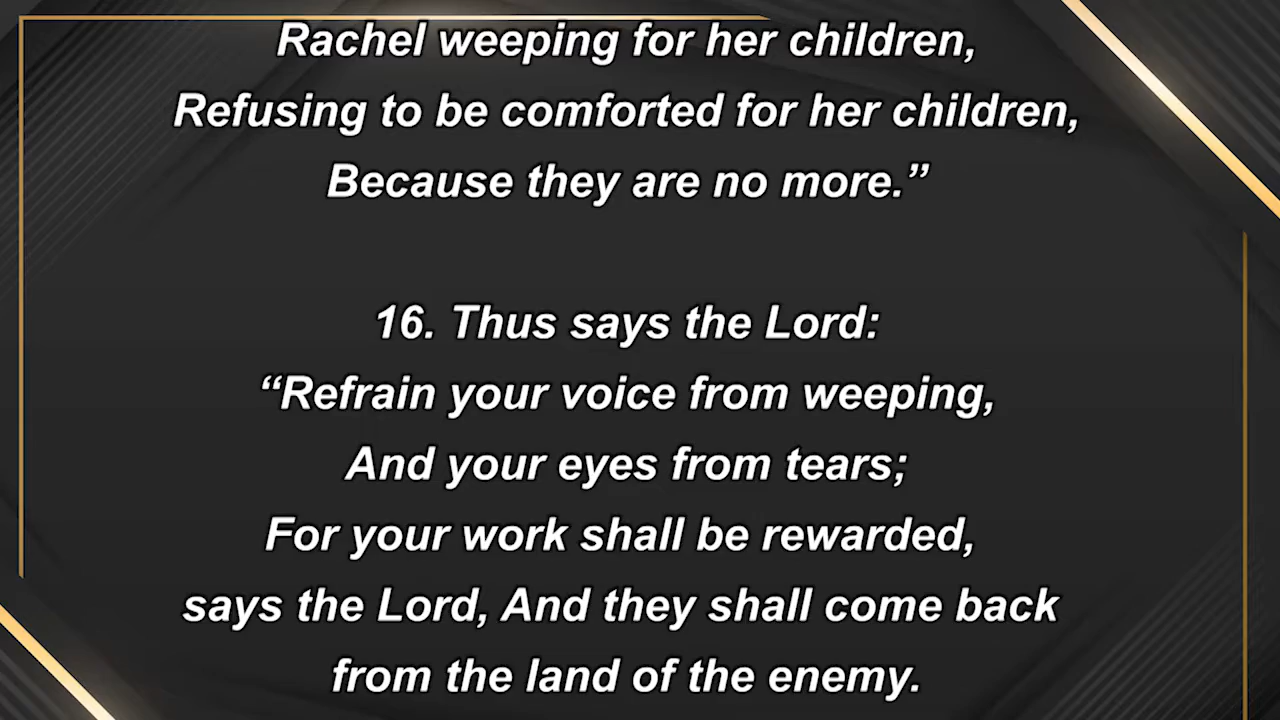 Rachel weeping for her children,
Refusing to be comforted for her children,
Because they are no more.”
16. Thus says the Lord:
“Refrain your voice from weeping,
And your eyes from tears;
For your work shall be rewarded,
says the Lord, And they shall come back
from the land of the enemy.